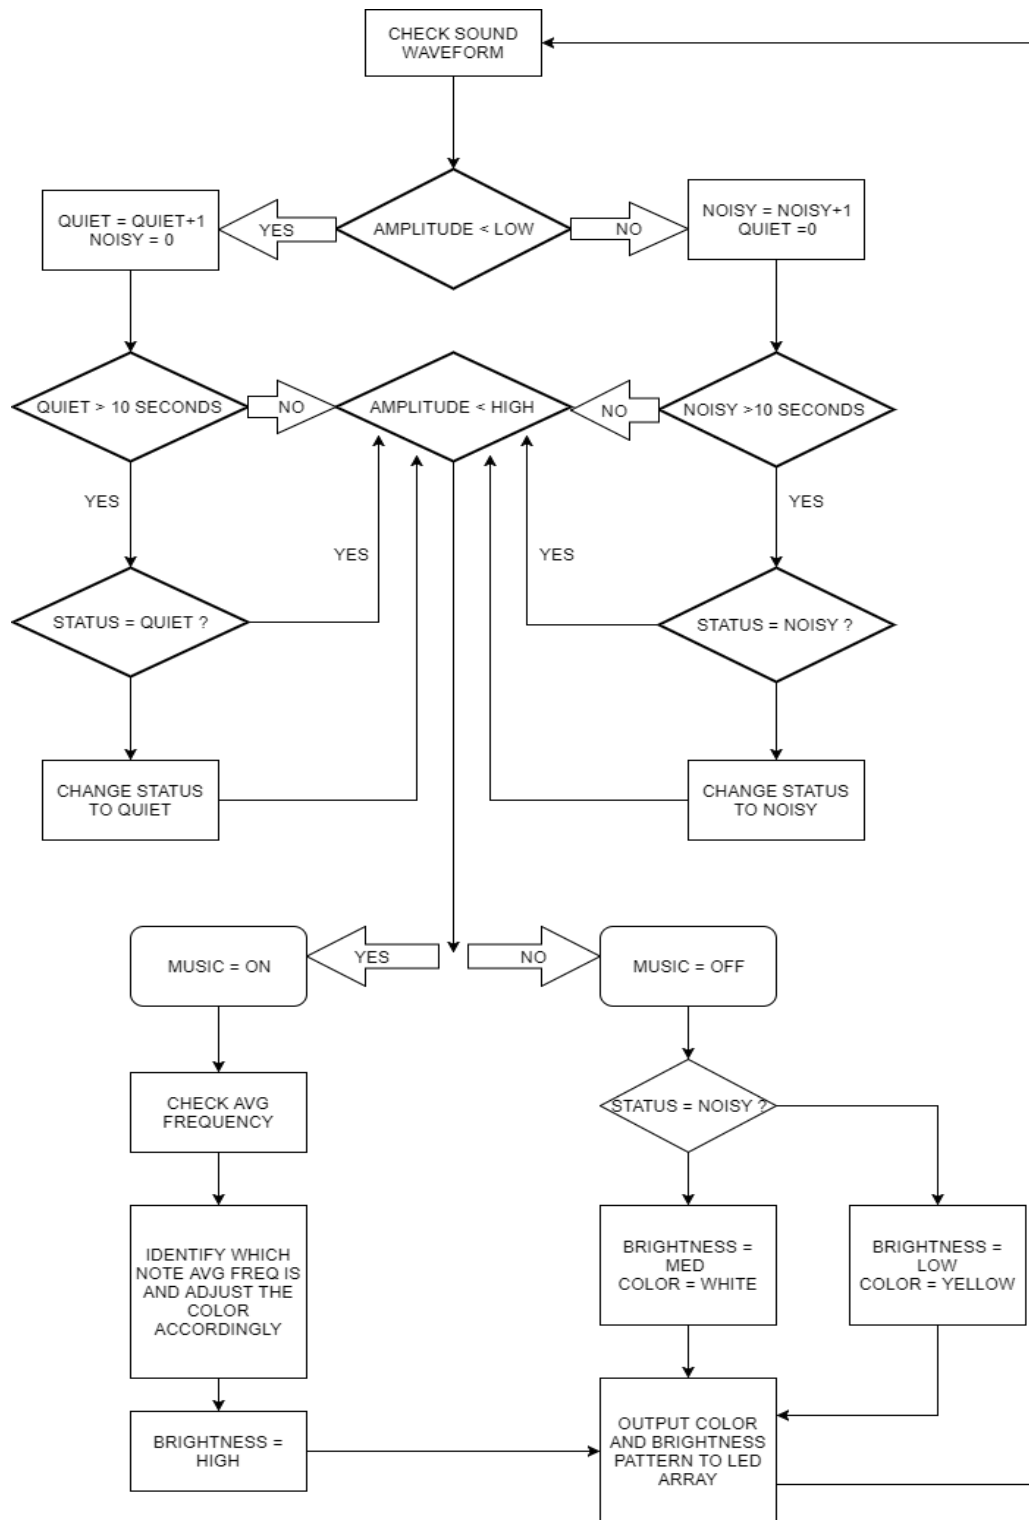 CHECK SOUND
WAVEFORM
QUIET = QUIET+1
NOISY = 0
YES
AMPLITUDE < LOW
NO
NOISY = NOISY+1
QUIET =0
QUIET > 10 SECONDS
NO
AMPLITUDE < HIGH
NO
NOISY >10 SECONDS
YES
YES
YES
YES
STATUS = QUIET ?
STATUS = NOISY ?
CHANGE STATUS
TO QUIET
CHANGE STATUS
TO NOISY
MUSIC = ON
YES
NO
MUSIC = OFF
CHECK AVG
FREQUENCY
STATUS = NOISY ?
IDENTIFY WHICH
NOTE AVG FREQ IS
AND ADJUST THE
COLOR
ACCORDINGLY
BRIGHTNESS =
MED
COLOR = WHITE
BRIGHTNESS =
LOW
COLOR = YELLOW
BRIGHTNESS =
HIGH
OUTPUT COLOR
AND BRIGHTNESS
PATTERN TO LED
ARRAY